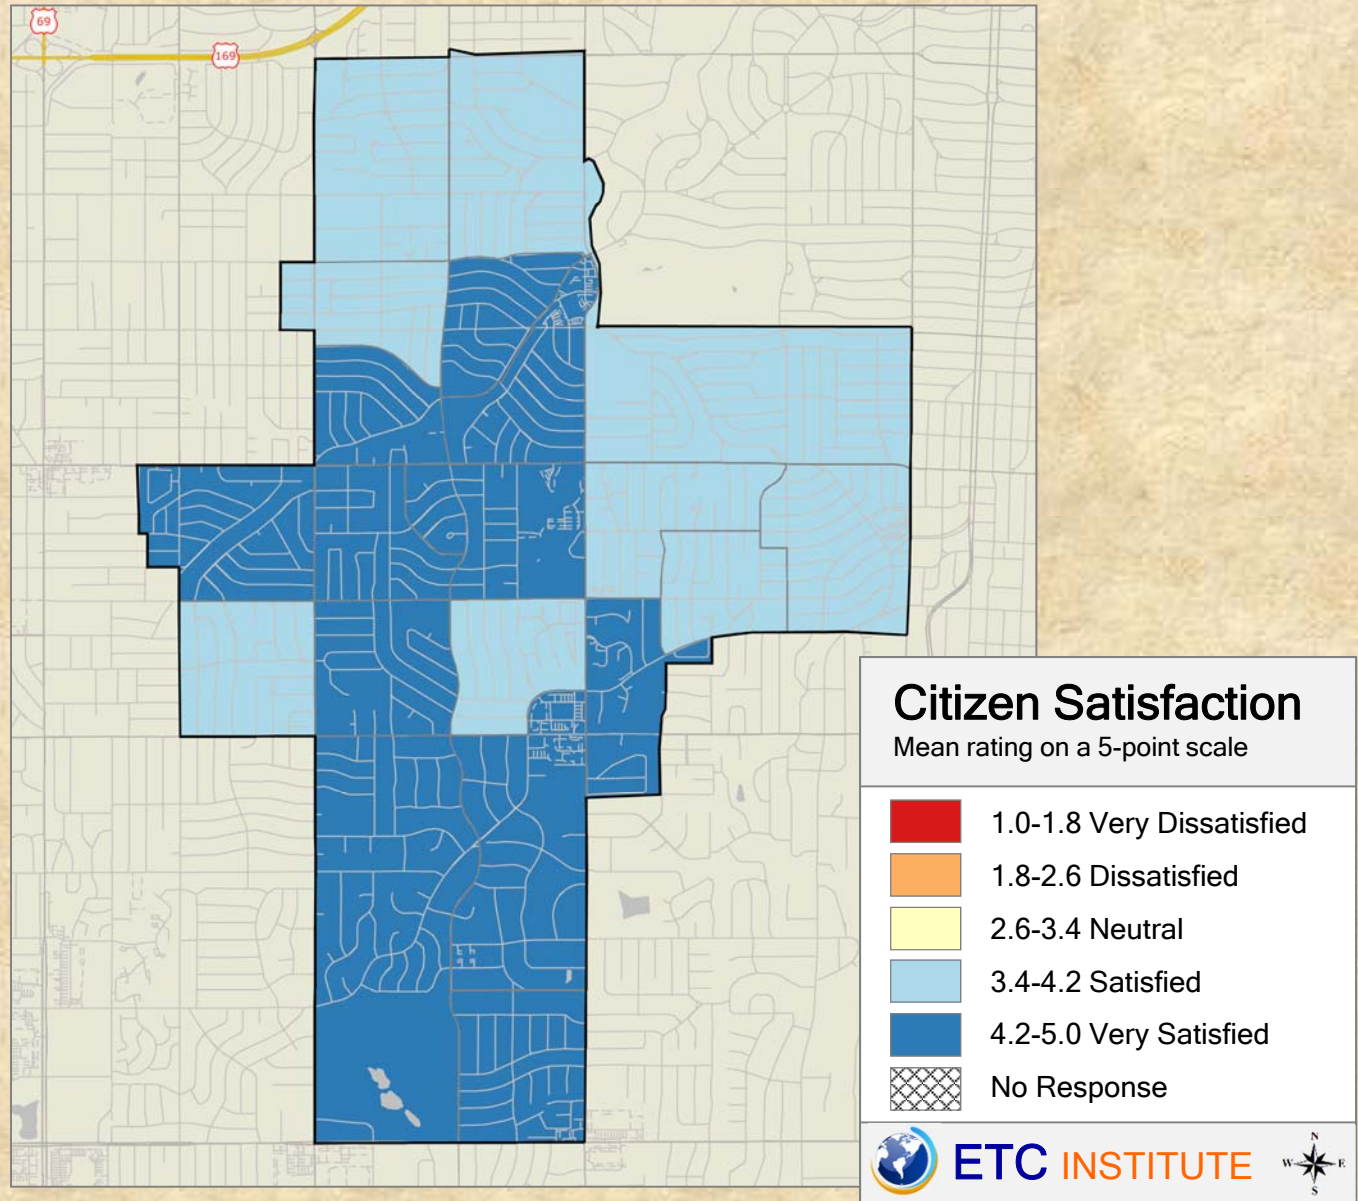 69
169
Citizen Satisfaction
Mean rating on a 5-point scale
1.0-1.8 Very Dissatisfied
1.8-2.6 Dissatisfied
2.6-3.4 Neutral
3.4-4.2 Satisfied
4.2-5.0 Very Satisfied
No Response
ETC INSTITUTE
N
W E
S